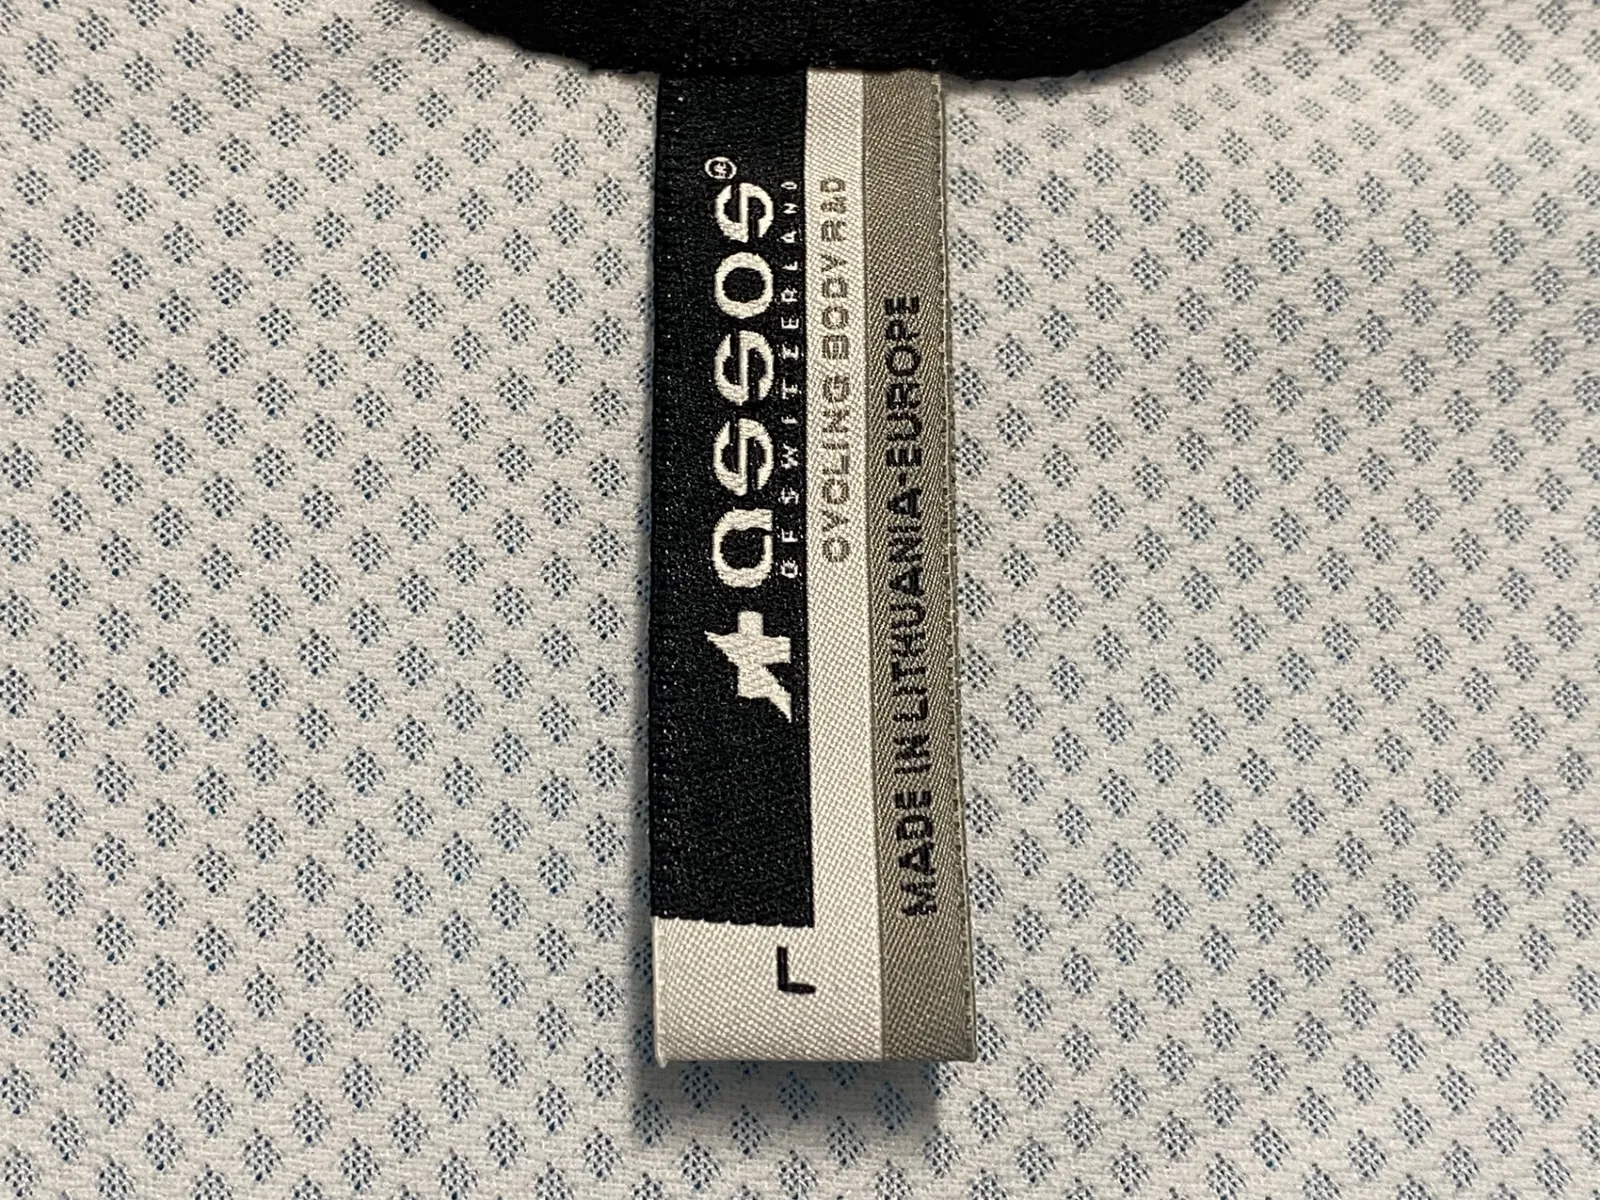 assos®
OF SWITZERLAND
CYCLING BODY R&D
MADE IN LITHUANIA-EUROPE
L